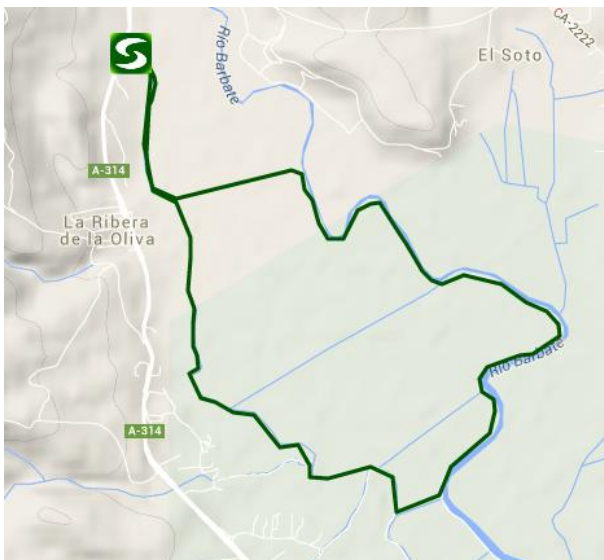 CA-2222
El Soto
Río Barbate
A-314
La Ribera
de la Oliva
Río Barbate
A-314